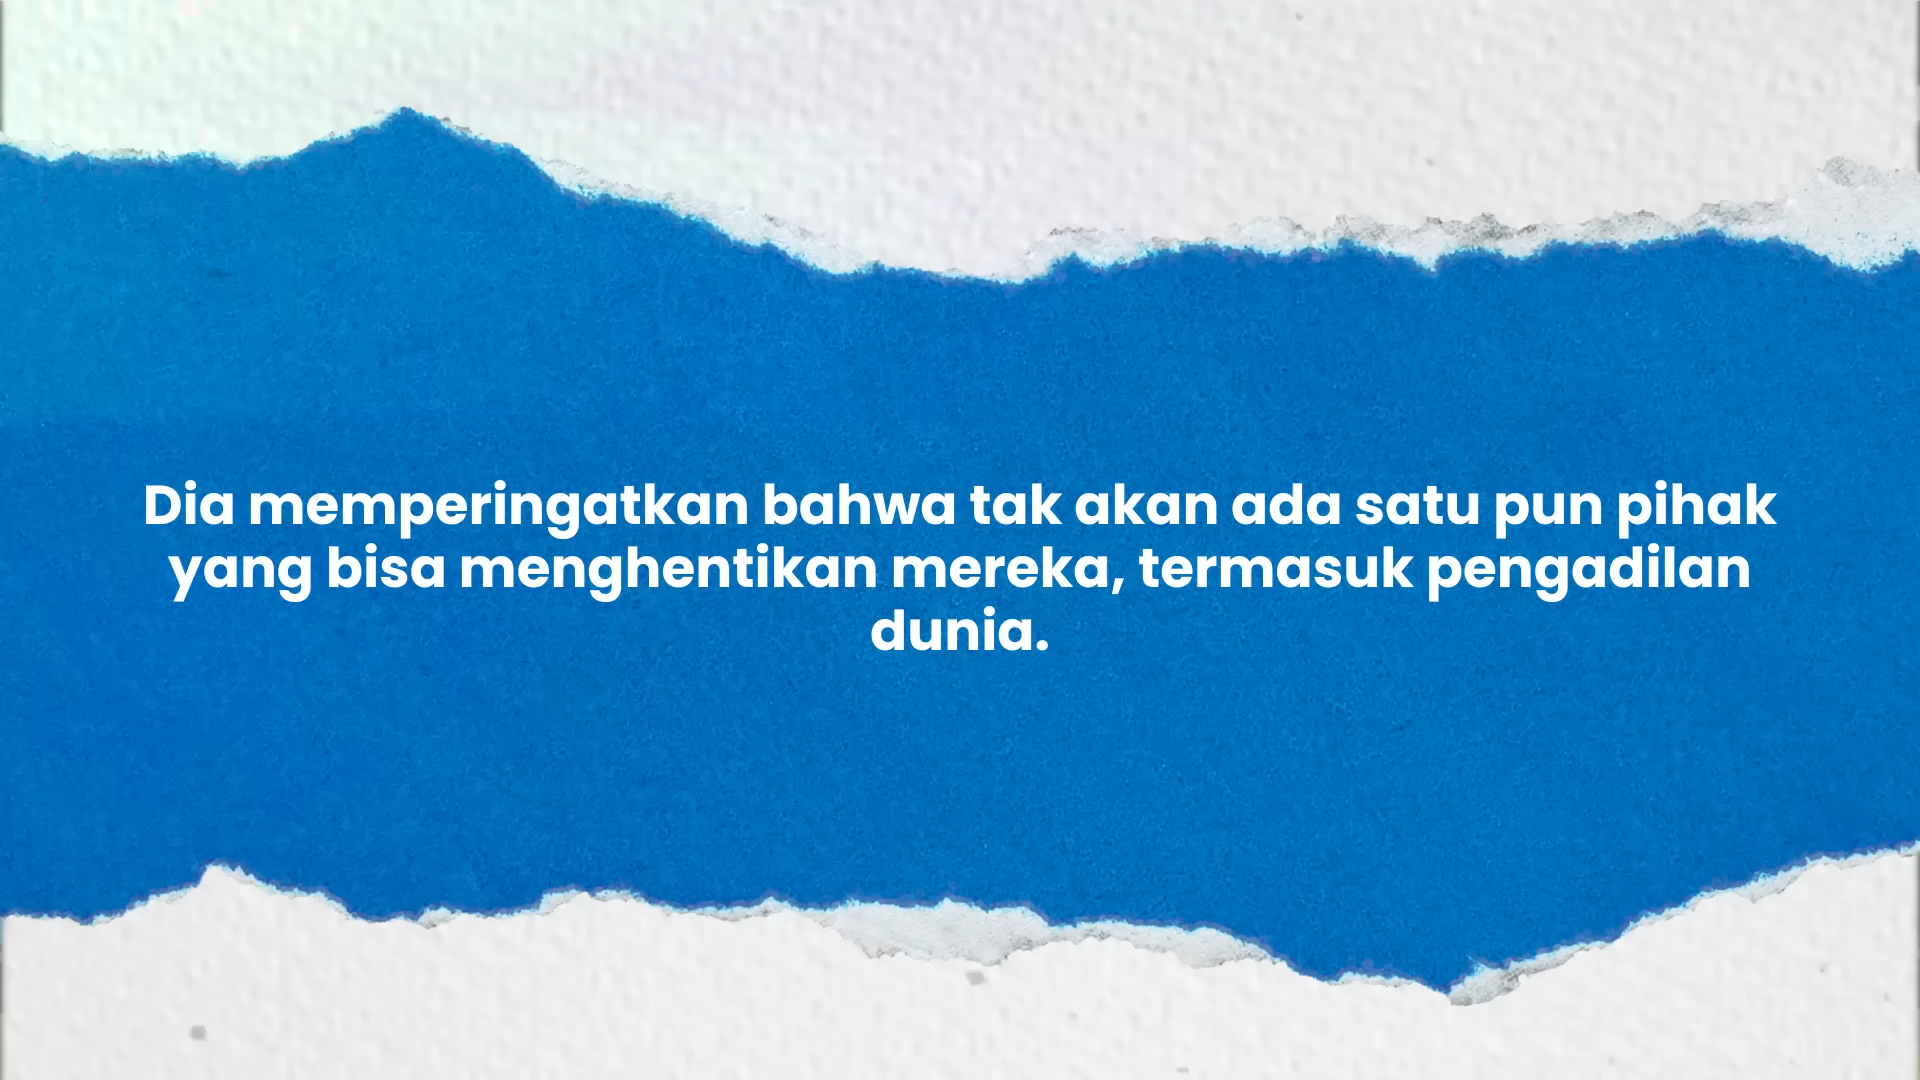 Dia memperingatkan bahwa tak akan ada satu pun pihak
yang bisa menghentikan mereka, termasuk pengadilan
dunia.